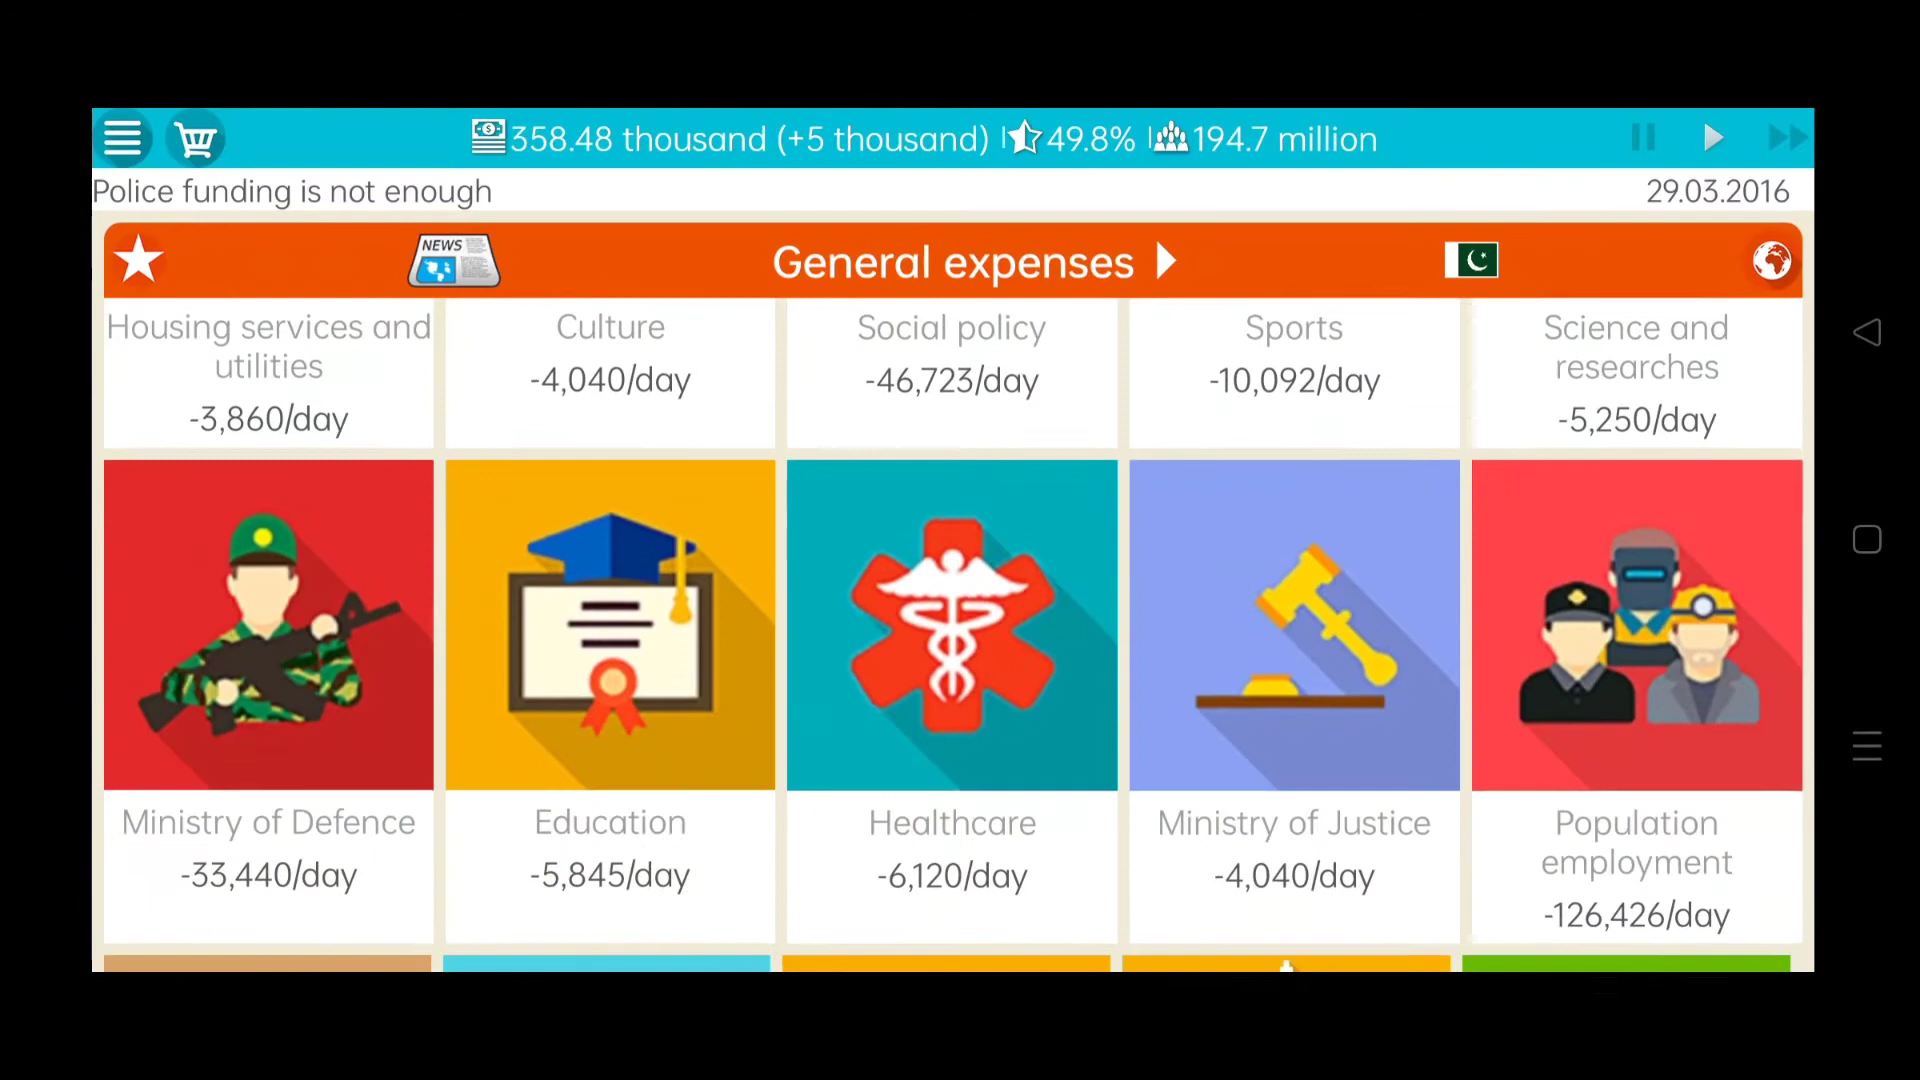 358.48 thousand (+5 thousand) 49.8% 194.7 million
Police funding is not enough 29.03.2016
NEWS General expenses
Housing services and utilities
-3,860/day
Culture
-4,040/day
Social policy
-46,723/day
Sports
-10,092/day
Science and researches
-5,250/day
Ministry of Defence
-33,440/day
Education
-5,845/day
Healthcare
-6,120/day
Ministry of Justice
-4,040/day
Population employment
-126,426/day